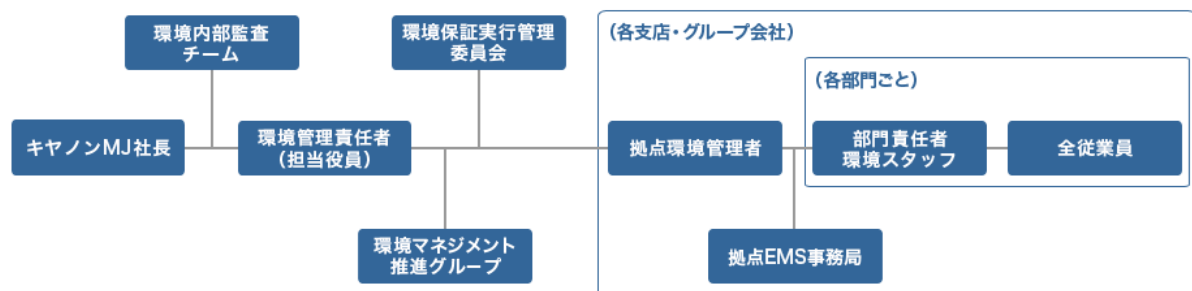 環境内部監査
チーム
環境保証実行管理
委員会
（各支店・グループ会社）
（各部門ごと）
キヤノンMJ社長
環境管理責任者
（担当役員）
拠点環境管理者
部門責任者
環境スタッフ
全従業員
環境マネジメント
推進グループ
拠点EMS事務局